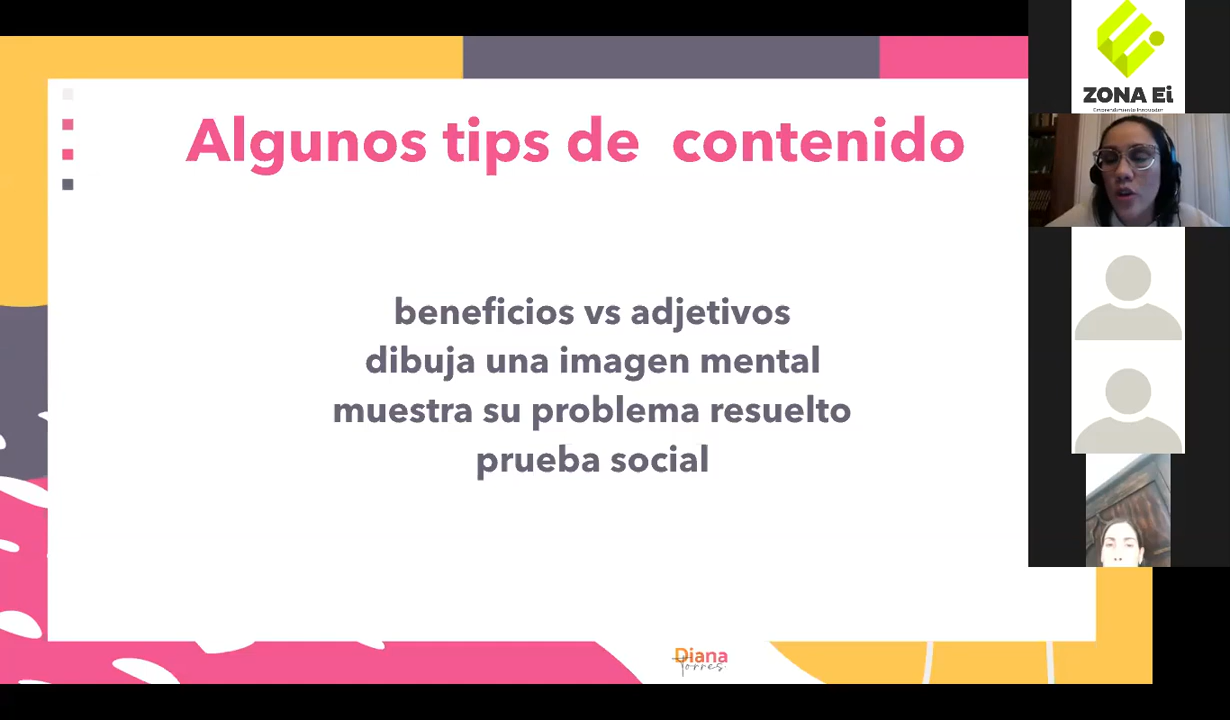 Algunos tips de contenido
beneficios vs adjetivos
dibuja una imagen mental
muestra su problema resuelto
prueba social
Diana
Torres
ZONA Ei